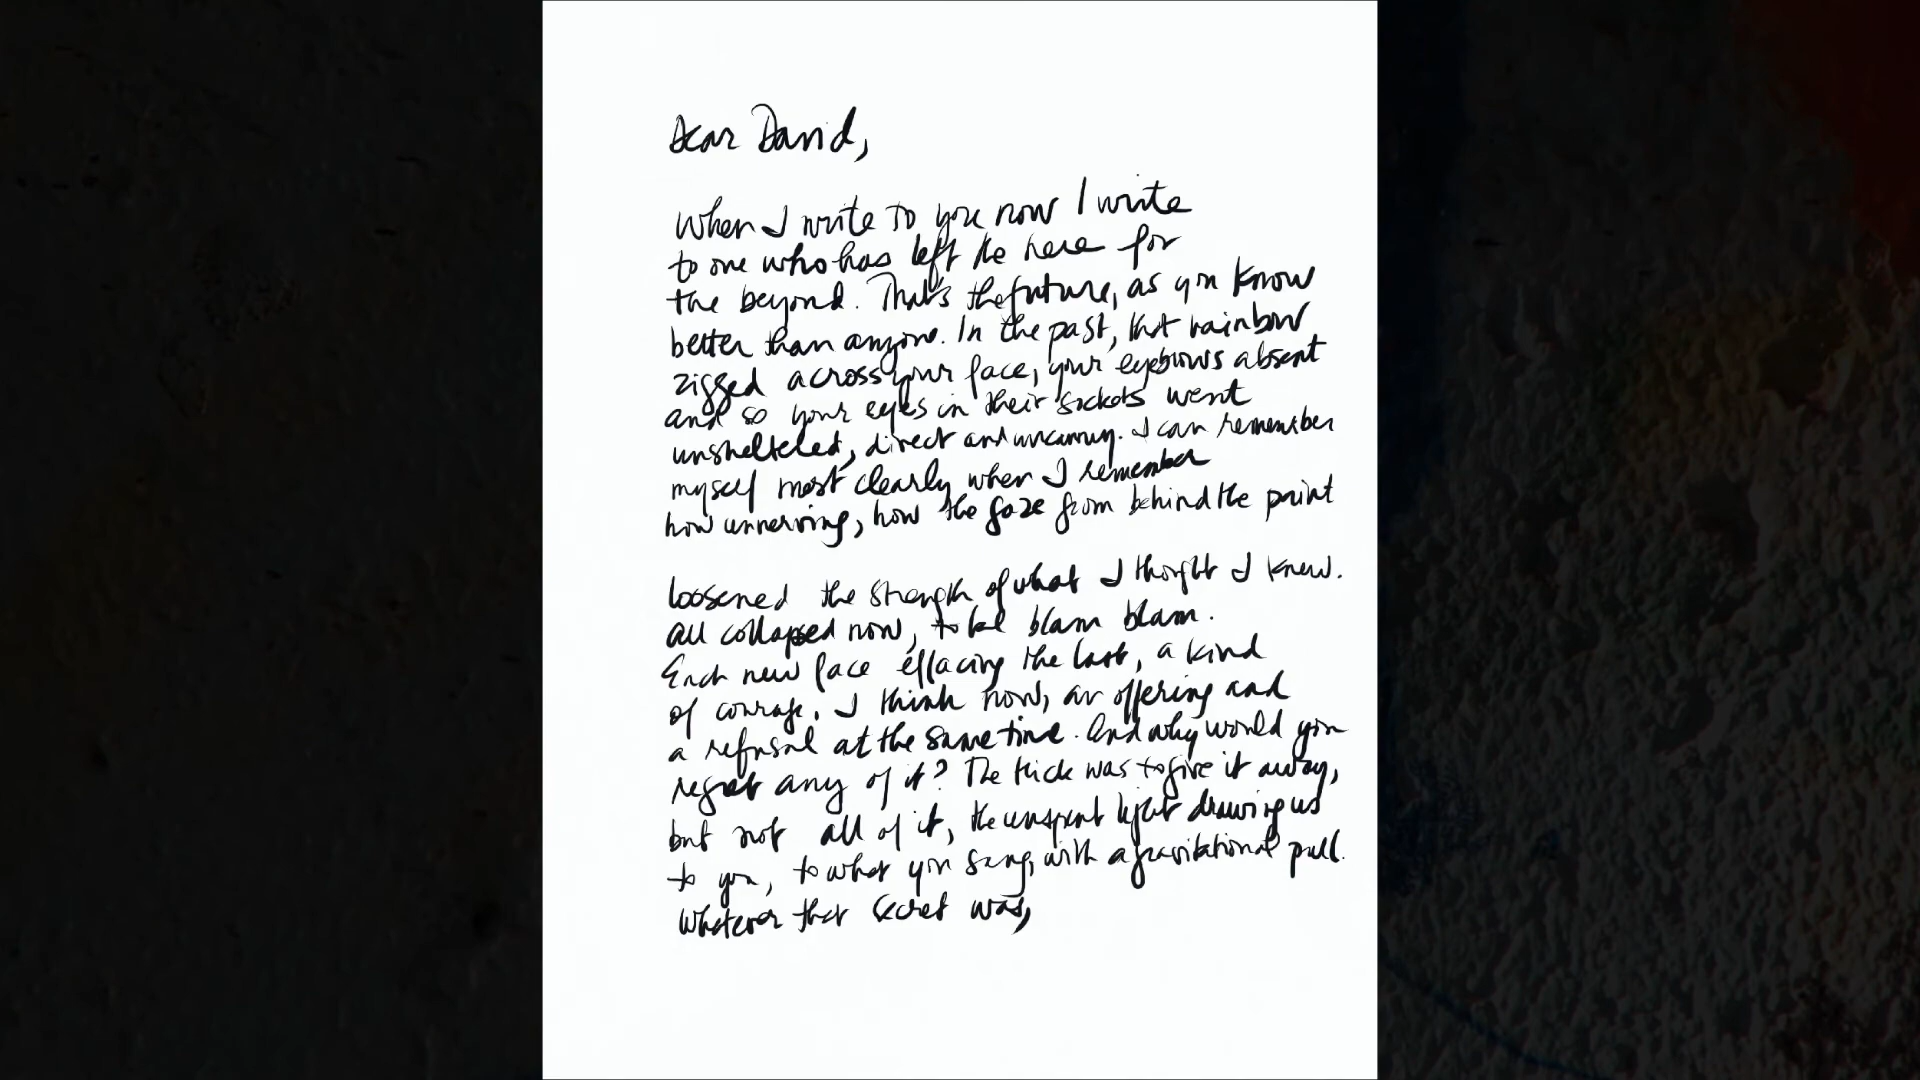 Dear David,
When I write to you now I write
to one who has left the here for
the beyond. That's the future, as you know
better than anyone. In the past, that rainbow
zigged across your face, your eyebrows absent
and so your eyes in their sockets went
unsheltered, direct and uncanny. I can remember
myself most clearly when I remember
how unnerving, how the gaze from behind the paint
loosened the strength of what I thought I knew.
All collapsed now, total blam blam.
Each new face effacing the last, a kind
of courage, I think now, an offering and
a refusal at the same time. And why would you
regret any of it? The trick was to give it away,
but not all of it, the unspent light drawing us
to you, to what you sang, with a gravitational pull.
Whatever that secret was,